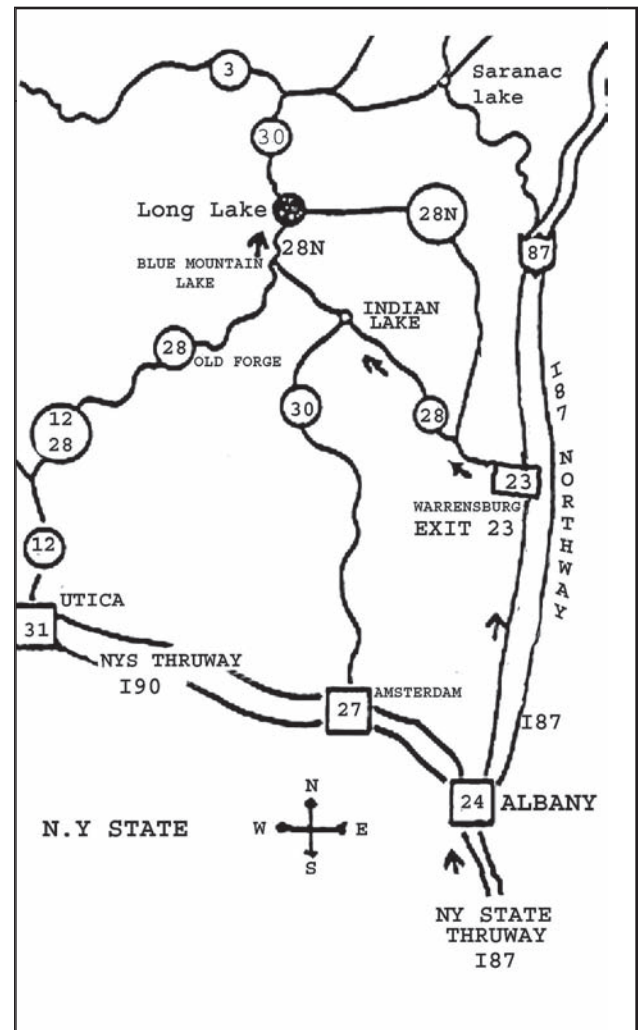 3
Saranac
lake
30
Long Lake
28N
28N
87
BLUE MOUNTAIN
LAKE
INDIAN
LAKE
28
OLD FORGE
30
28
I87 NORTHWAY
12
28
23
WARRENSBURG
EXIT 23
12
UTICA
31
NYS THRUWAY
I90
AMSTERDAM
27
I87
24
ALBANY
N
W
E
S
N.Y STATE
NY STATE
THRUWAY
I87